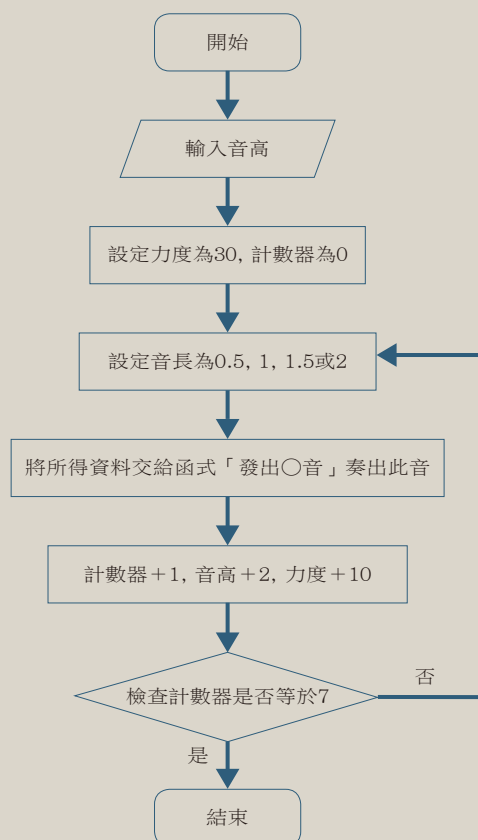 開始
輸入音高
設定力度為30, 計數器為0
設定音長為0.5, 1, 1.5或2
將所得資料交給函式「發出○音」奏出此音
計數器+1, 音高+2, 力度+10
檢查計數器是否等於7
否
是
結束